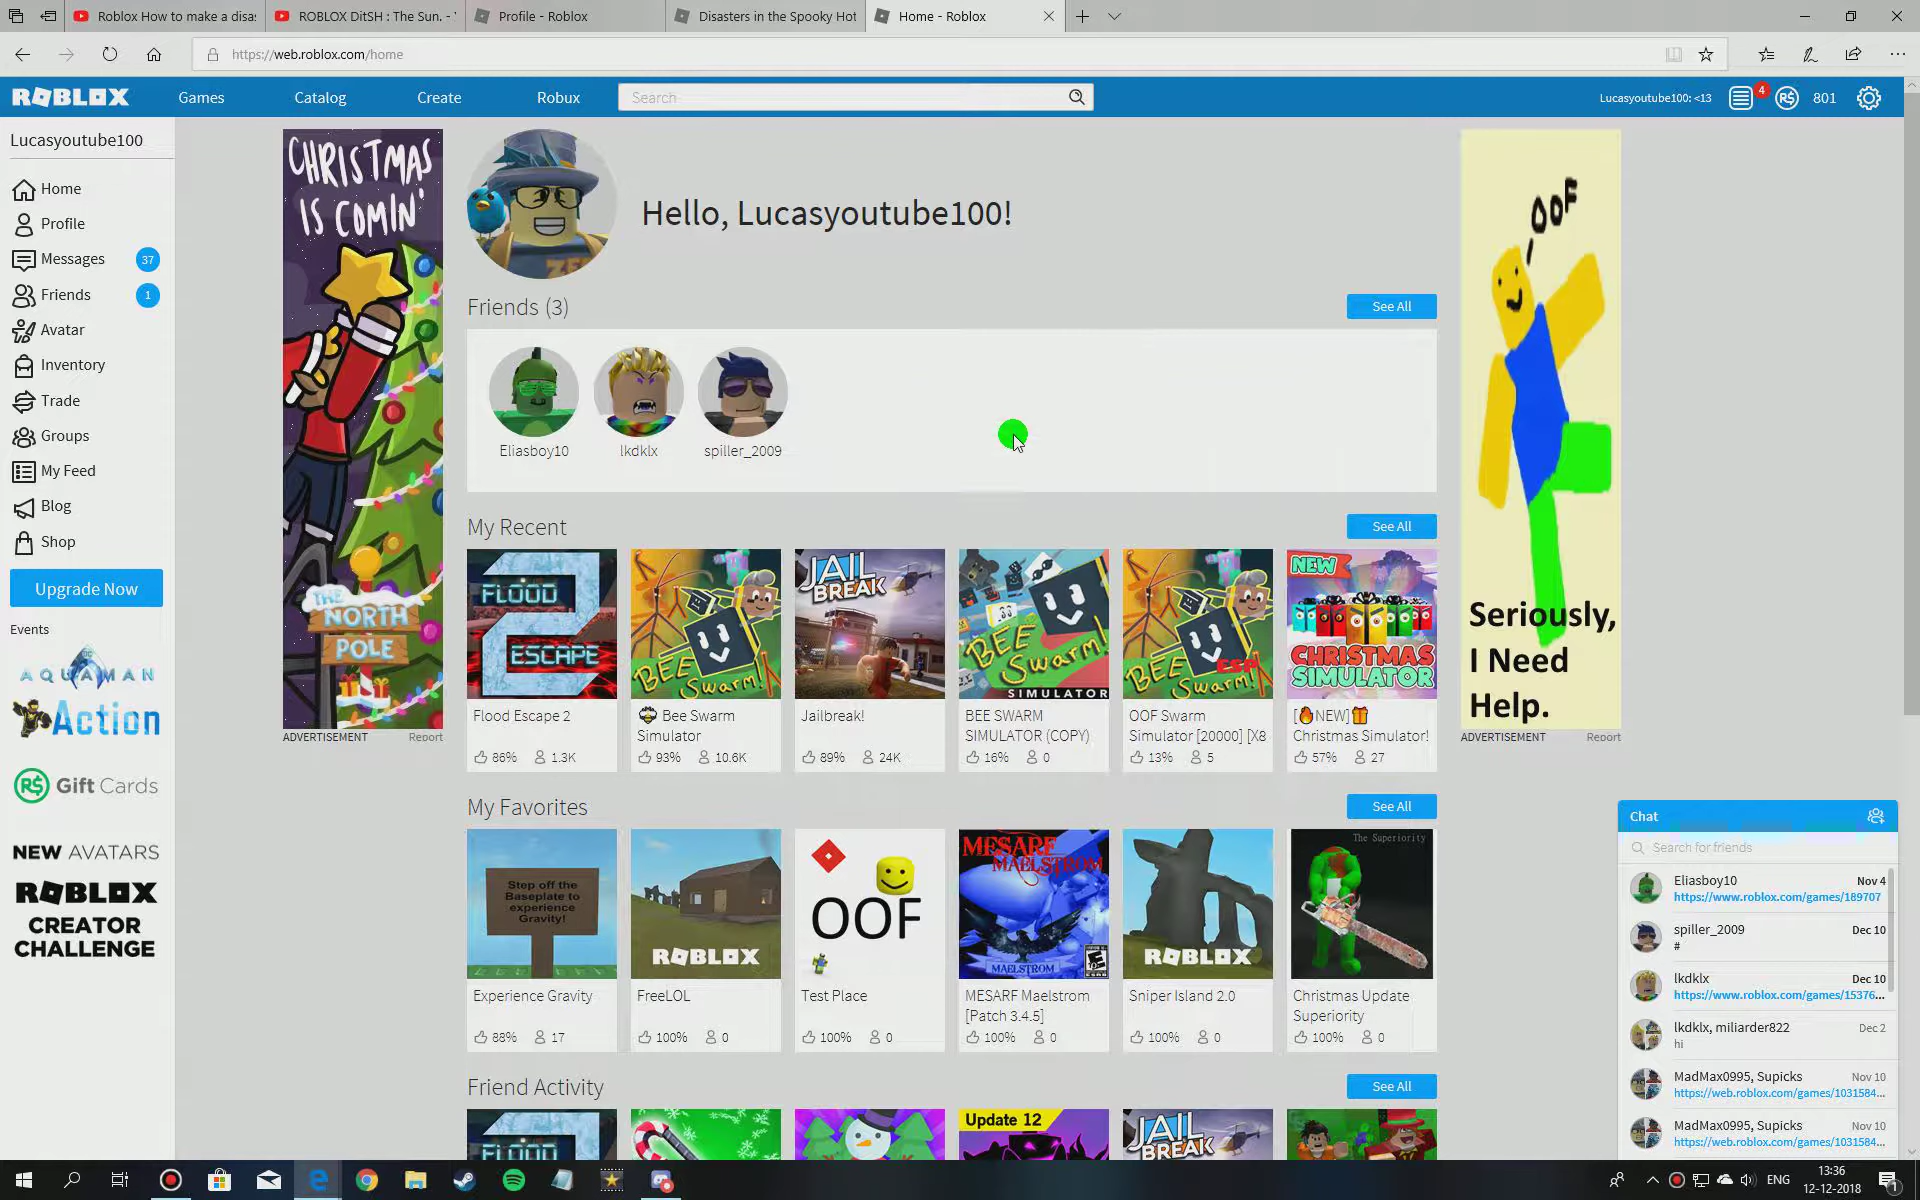 Roblox How to make a disas
ROBLOX DitSH : The Sun. - Y
Profile - Roblox
Disasters in the Spooky Hot
Home - Roblox
https://web.roblox.com/home
ROBLOX
Games
Catalog
Create
Robux
Search
Lucasyoutube100: <13
4
R$
801
Lucasyoutube100
Home
Profile
Messages
37
Friends
1
Avatar
Inventory
Trade
Groups
My Feed
Blog
Shop
Upgrade Now
Events
DC
AQUAMAN
Action
R$ Gift Cards
NEW AVATARS
ROBLOX
CREATOR
CHALLENGE
CHRISTMAS
IS COMIN'
THE
NORTH
POLE
ADVERTISEMENT
Report
Hello, Lucasyoutube100!
Friends (3)
See All
Eliasboy10
lkdklx
spiller_2009
My Recent
See All
FLOOD
2
ESCAPE
BEE Swarm!
JAIL
BREAK
BEE Swarm!
SIMULATOR
BEE Swarm!
ESP
NEW
CHRISTMAS
SIMULATOR
Flood Escape 2
Bee Swarm
Simulator
Jailbreak!
BEE SWARM
SIMULATOR (COPY)
OOF Swarm
Simulator [20000] [X8
[🔥NEW]🎁
Christmas Simulator!
86%
1.3K
93%
10.6K
89%
24K
16%
0
13%
5
57%
27
My Favorites
See All
Step off the
Baseplate to
experience
Gravity!
ROBLOX
OOF
MESARF
MAELSTROM
MAELSTROM
E
ROBLOX
The Superiority
Experience Gravity
FreeLOL
Test Place
MESARF Maelstrom
[Patch 3.4.5]
Sniper Island 2.0
Christmas Update
Superiority
88%
17
100%
0
100%
0
100%
0
100%
0
100%
0
Friend Activity
See All
FLOOD
Update 12
JAIL
BREAK
OOF
Seriously,
I Need
Help.
ADVERTISEMENT
Report
Chat
Search for friends
Eliasboy10
Nov 4
https://www.roblox.com/games/189707
spiller_2009
Dec 10
#
lkdklx
Dec 10
https://www.roblox.com/games/15376...
lkdklx, miliarder822
Dec 2
hi
MadMax0995, Supicks
Nov 10
https://web.roblox.com/games/1031584...
MadMax0995, Supicks
Nov 10
https://web.roblox.com/games/1031584...
ENG
13:36
12-12-2018
1